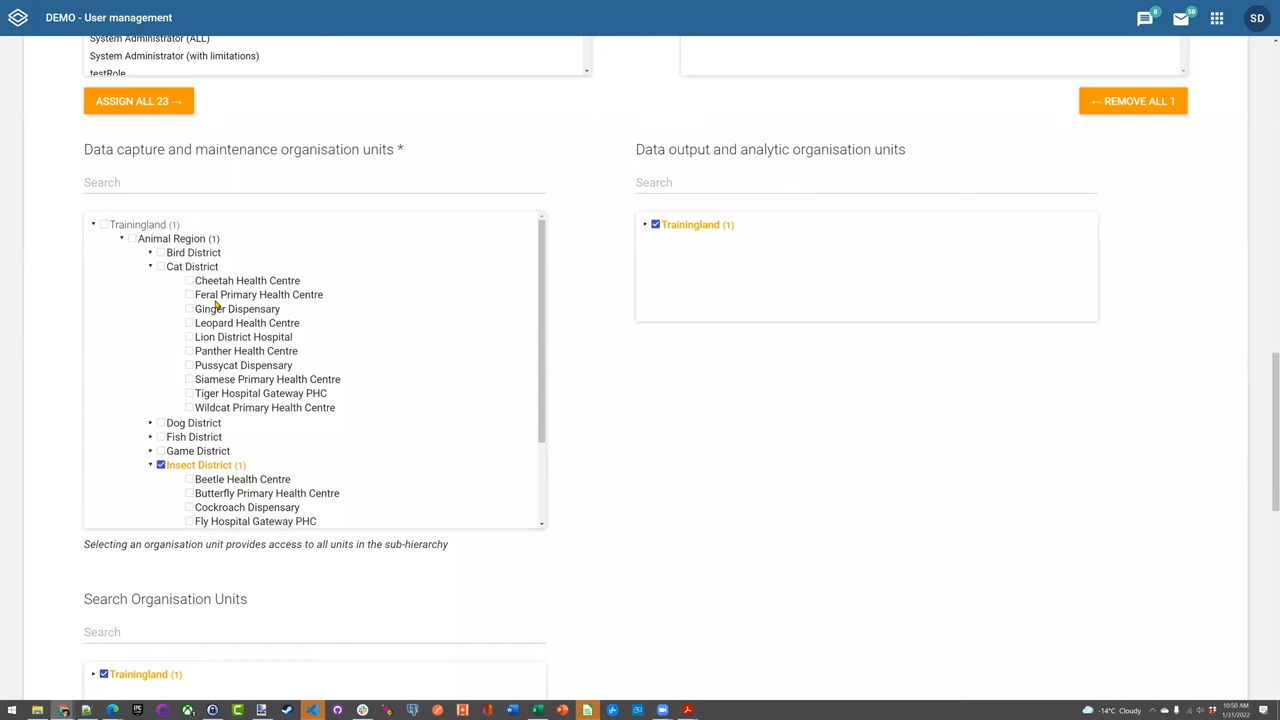 DEMO - User management
8
58
SD
System Administrator (ALL)
System Administrator (with limitations)
testRole
ASSIGN ALL 23 →
← REMOVE ALL 1
Data capture and maintenance organisation units *
Data output and analytic organisation units
Search
Search
Trainingland (1)
Trainingland (1)
Animal Region (1)
Bird District
Cat District
Cheetah Health Centre
Feral Primary Health Centre
Ginger Dispensary
Leopard Health Centre
Lion District Hospital
Panther Health Centre
Pussycat Dispensary
Siamese Primary Health Centre
Tiger Hospital Gateway PHC
Wildcat Primary Health Centre
Dog District
Fish District
Game District
Insect District (1)
Beetle Health Centre
Butterfly Primary Health Centre
Cockroach Dispensary
Fly Hospital Gateway PHC
Selecting an organisation unit provides access to all units in the sub-hierarchy
Search Organisation Units
Search
Trainingland (1)
-14°C Cloudy
10:50 AM
1/31/2022